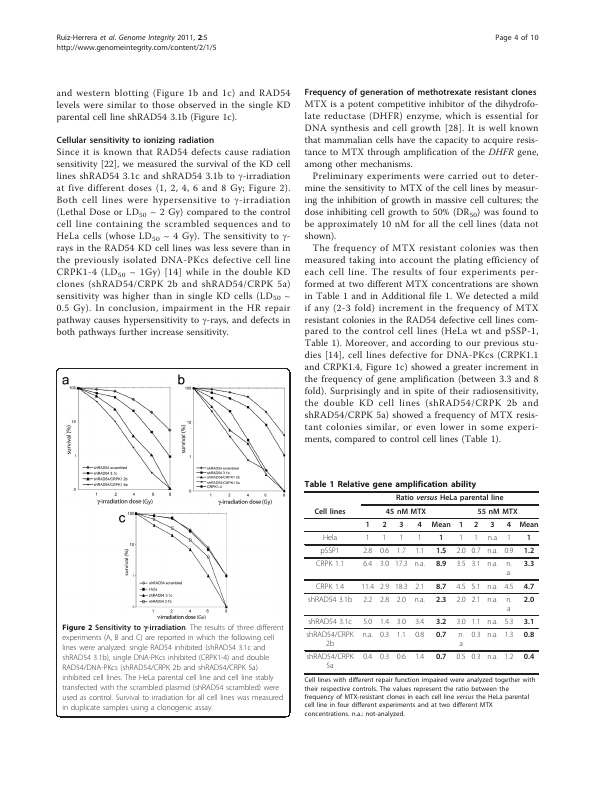 Ruiz-Herrera et al. Genome Integrity 2011, 2:5
http://www.genomeintegrity.com/content/2/1/5
Page 4 of 10
and western blotting (Figure 1b and 1c) and RAD54
levels were similar to those observed in the single KD
parental cell line shRAD54 3.1b (Figure 1c).
Cellular sensitivity to ionizing radiation
Since it is known that RAD54 defects cause radiation
sensitivity [22], we measured the survival of the KD cell
lines shRAD54 3.1c and shRAD54 3.1b to γ-irradiation
at five different doses (1, 2, 4, 6 and 8 Gy; Figure 2).
Both cell lines were hypersensitive to γ-irradiation
(Lethal Dose or LD50 ~ 2 Gy) compared to the control
cell line containing the scrambled sequences and to
HeLa cells (whose LD50 ~ 4 Gy). The sensitivity to γ-
rays in the RAD54 KD cell lines was less severe than in
the previously isolated DNA-PKcs defective cell line
CRPK1-4 (LD50 ~ 1Gy) [14] while in the double KD
clones (shRAD54/CRPK 2b and shRAD54/CRPK 5a)
sensitivity was higher than in single KD cells (LD50 ~
0.5 Gy). In conclusion, impairment in the HR repair
pathway causes hypersensitivity to γ-rays, and defects in
both pathways further increase sensitivity.
a
100
10
1
0
survival (%)
shRAD54 scrambled
shRAD54 3.1c
shRAD54/CRPK 2b
shRAD54/CRPK 5a
1 2 4 6 8
γ-irradiation dose (Gy)
b
100
10
1
survival (%)
shRAD54 scrambled
shRAD54 3.1c
shRAD54/CRPK 2b
shRAD54/CRPK 5a
CRPK1.4
1 2 4 6 8
γ-irradiation dose (Gy)
c
100
10
1
survival (%)
shRAD54 scrambled
HeLa
shRAD54 3.1c
shRAD54 3.1b
2 4 6 8
γ-irradiation dose (Gy)
Figure 2 Sensitivity to γ-irradiation. The results of three different
experiments (A, B and C) are reported in which the following cell
lines were analyzed: single RAD54 inhibited (shRAD54 3.1c and
shRAD54 3.1b), single DNA-PKcs inhibited (CRPK1-4) and double
RAD54/DNA-PKcs (shRAD54/CRPK 2b and shRAD54/CRPK 5a)
inhibited cell lines. The HeLa parental cell line and cell line stably
transfected with the scrambled plasmid (shRAD54 scrambled) were
used as control. Survival to irradiation for all cell lines was measured
in duplicate samples using a clonogenic assay.
Frequency of generation of methotrexate resistant clones
MTX is a potent competitive inhibitor of the dihydrofo-
late reductase (DHFR) enzyme, which is essential for
DNA synthesis and cell growth [28]. It is well known
that mammalian cells have the capacity to acquire resis-
tance to MTX through amplification of the DHFR gene,
among other mechanisms.
Preliminary experiments were carried out to deter-
mine the sensitivity to MTX of the cell lines by measur-
ing the inhibition of growth in massive cell cultures; the
dose inhibiting cell growth to 50% (DR50) was found to
be approximately 10 nM for all the cell lines (data not
shown).
The frequency of MTX resistant colonies was then
measured taking into account the plating efficiency of
each cell line. The results of four experiments per-
formed at two different MTX concentrations are shown
in Table 1 and in Additional file 1. We detected a mild
if any (2-3 fold) increment in the frequency of MTX
resistant colonies in the RAD54 defective cell lines com-
pared to the control cell lines (HeLa wt and pSSP-1,
Table 1). Moreover, and according to our previous stu-
dies [14], cell lines defective for DNA-PKcs (CRPK1.1
and CRPK1.4, Figure 1c) showed a greater increment in
the frequency of gene amplification (between 3.3 and 8
fold). Surprisingly and in spite of their radiosensitivity,
the double KD cell lines (shRAD54/CRPK 2b and
shRAD54/CRPK 5a) showed a frequency of MTX resis-
tant colonies similar, or even lower in some experi-
ments, compared to control cell lines (Table 1).
Table 1 Relative gene amplification ability
Ratio versus HeLa parental line
Cell lines 45 nM MTX 55 nM MTX
1 2 3 4 Mean 1 2 3 4 Mean
Hela 1 1 1 1 1 1 1 n.a 1 1
pSSP1 2.8 0.6 1.7 1.1 1.5 2.0 0.7 n.a. 0.9 1.2
CRPK 1.1 6.4 3.0 17.3 n.a. 8.9 3.5 3.1 n.a. n.
a. 3.3
CRPK 1.4 11.4 2.9 18.3 2.1 8.7 4.5 5.1 n.a. 4.5 4.7
shRAD54 3.1b 2.2 2.8 2.0 n.a. 2.3 2.0 2.1 n.a. n.
a 2.0
shRAD54 3.1c 5.0 1.4 3.0 3.4 3.2 3.0 1.1 n.a. 5.3 3.1
shRAD54/CRPK
2b n.a. 0.3 1.1 0.8 0.7 n.
a 0.3 n.a. 1.3 0.8
shRAD54/CRPK
5a 0.4 0.3 0.6 1.4 0.7 0.5 0.3 n.a. 1.2 0.4
Cell lines with different repair function impaired were analyzed together with
their respective controls. The values represent the ratio between the
frequency of MTX-resistant clones in each cell line versus the HeLa parental
cell line in four different experiments and at two different MTX
concentrations. n.a.: not-analyzed.